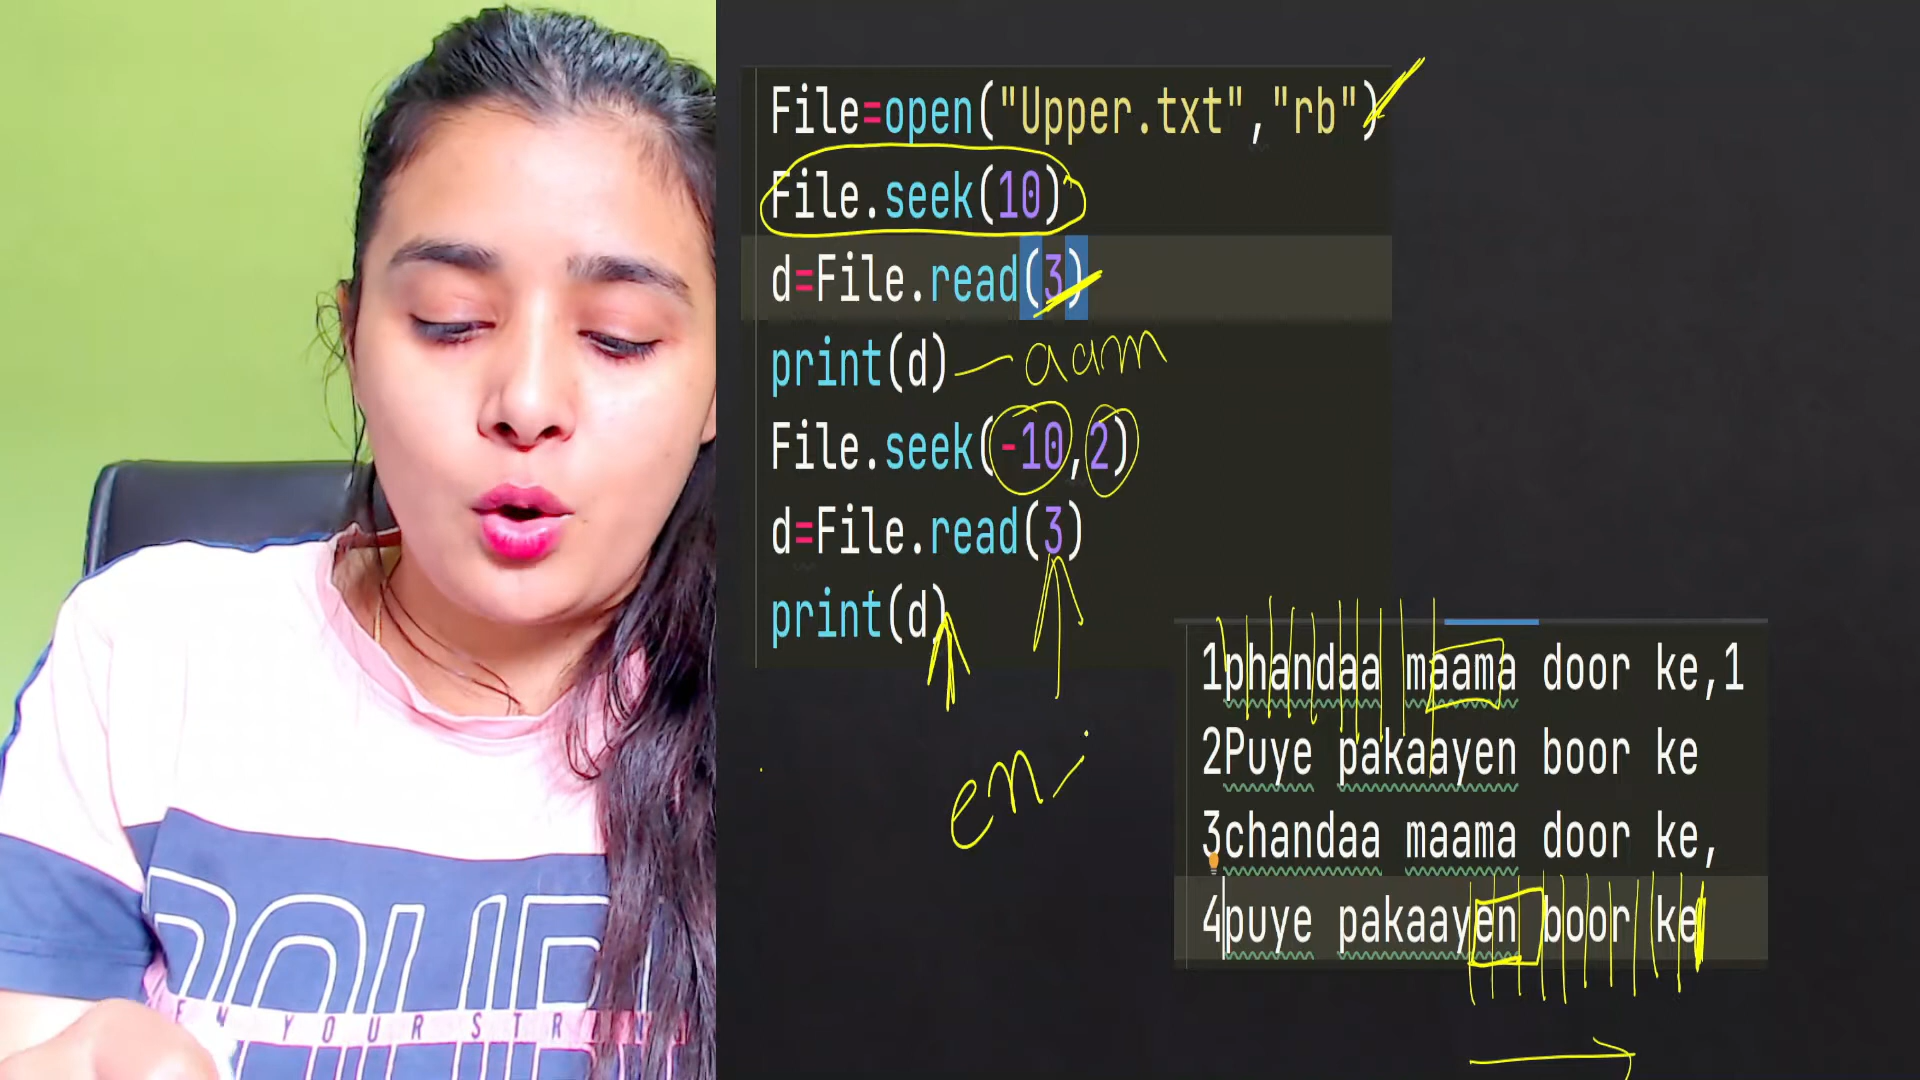 File=open("Upper.txt","rb")
File.seek(10)
d=File.read(3)
print(d) — aam
File.seek(-10,2)
d=File.read(3)
print(d)
en
1phandaa maama door ke,1
2Puye pakaayen boor ke
3chandaa maama door ke,
4puye pakaayen boor ke
YOUR STR